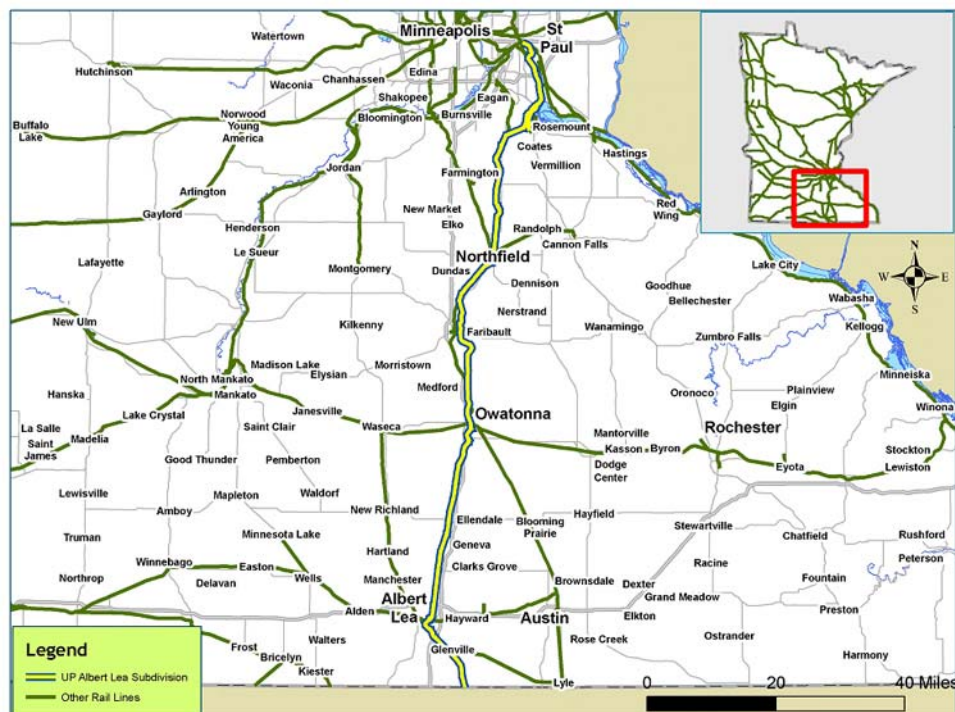 Watertown
Minneapolis
St
Paul
Hutchinson
Chanhassen
Edina
Waconia
Shakopee
Eagan
Buffalo
Lake
Norwood
Young
America
Bloomington
Burnsville
Rosemount
Coates
Hastings
Jordan
Farmington
Vermillion
Arlington
Gaylord
New Market
Elko
Randolph
Red
Wing
Henderson
Cannon Falls
Le Sueur
Northfield
Lafayette
Montgomery
Dundas
Dennison
Goodhue
Bellechester
Lake City
Wabasha
New Ulm
Kilkenny
Faribault
Nerstrand
Wanamingo
Zumbro Falls
Kellogg
Madison Lake
Elysian
Morristown
North Mankato
Mankato
Medford
Oronoco
Plainview
Elgin
Minneiska
Hanska
Lake Crystal
Janesville
Owatonna
Winona
La Salle
Saint
James
Madelia
Saint Clair
Waseca
Mantorville
Kasson
Byron
Rochester
Stockton
Lewiston
Good Thunder
Pemberton
Dodge
Center
Eyota
Lewisville
Mapleton
Waldorf
Amboy
New Richland
Ellendale
Blooming
Prairie
Hayfield
Stewartville
Chatfield
Rushford
Truman
Minnesota Lake
Hartland
Geneva
Peterson
Winnebago
Easton
Clarks Grove
Racine
Northrop
Delavan
Wells
Manchester
Brownsdale
Dexter
Fountain
Albert
Lea
Alden
Hayward
Austin
Elkton
Grand Meadow
Preston
Frost
Walters
Bricelyn
Kiester
Glenville
Rose Creek
Ostrander
Harmony
Lyle
N
W E
S
Legend
UP Albert Lea Subdivision
Other Rail Lines
0 20 40 Miles